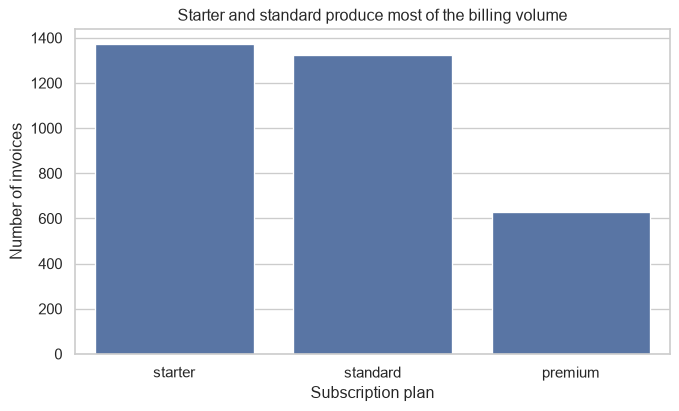 Starter and standard produce most of the billing volume
Number of invoices
1400
1200
1000
800
600
400
200
0
starter
standard
premium
Subscription plan